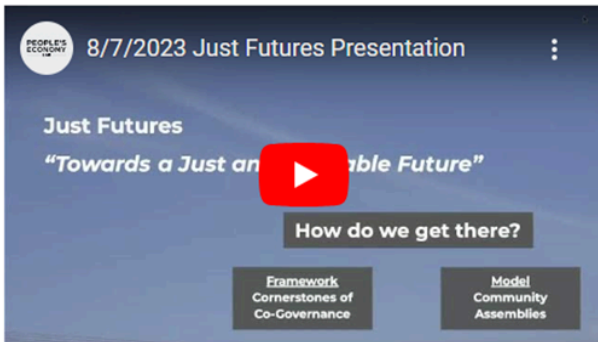 PEOPLE'S
ECONOMY
8/7/2023 Just Futures Presentation
Just Futures
“Towards a Just an able Future”
How do we get there?
Framework
Cornerstones of
Co-Governance
Model
Community
Assemblies